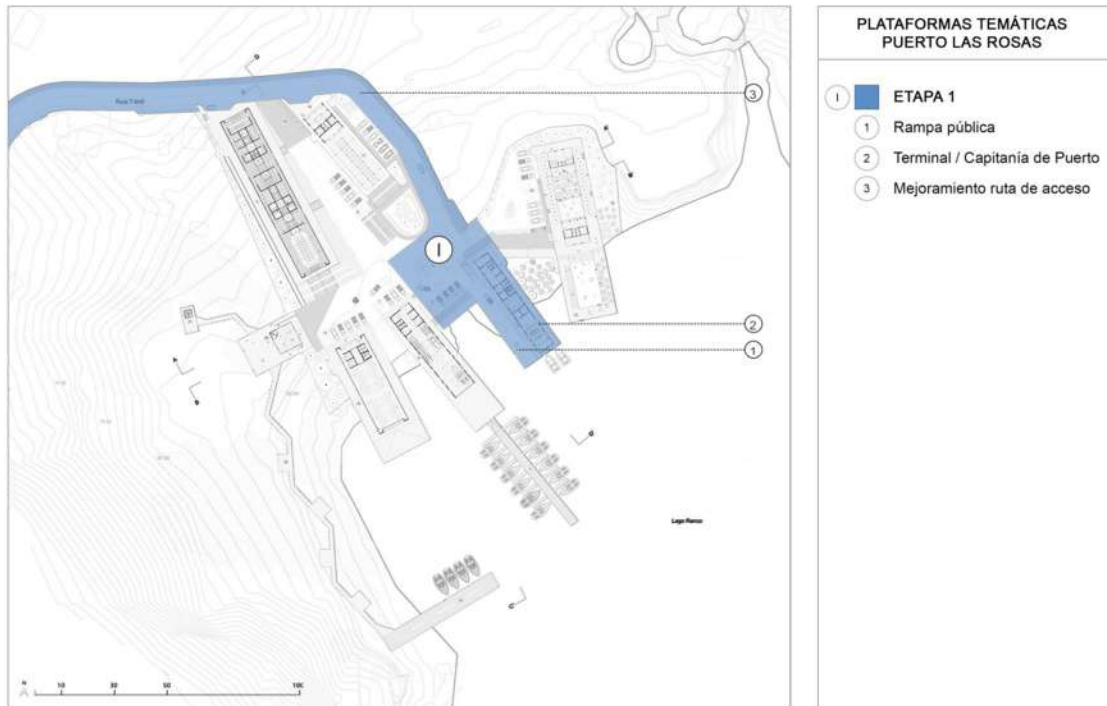 PLATAFORMAS TEMÁTICAS
PUERTO LAS ROSAS
I ETAPA 1
1 Rampa pública
2 Terminal / Capitanía de Puerto
3 Mejoramiento ruta de acceso
3
I
2
1
Lago Ranco
N
10
30
50
100